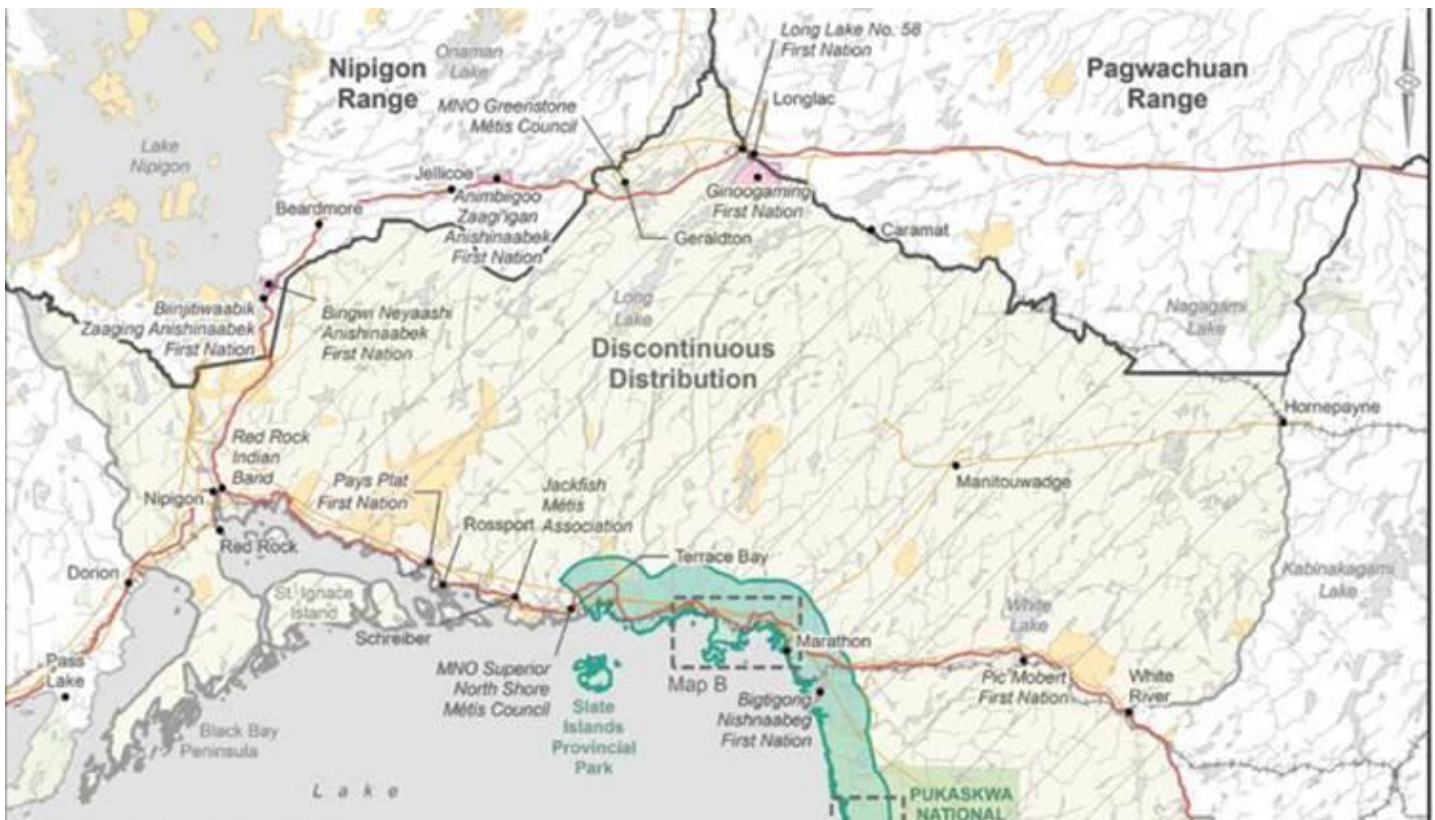 Long Lake No. 58
First Nation
Onaman
Lake
Nipigon
Range
Pagwachuan
Range
MNO Greenstone
Métis Council
Longlac
Lake
Nipigon
Jellicoe
Animbiigoo
Zaagi'igan
Anishinaabek
First Nation
Ginoogaming
First Nation
Beardmore
Geraldton
Caramat
Biinjitiwaabik
Zaaging Anishinaabek
First Nation
Bingwi Neyaashi
Anishinaabek
First Nation
Long
Lake
Nagagami
Lake
Discontinuous
Distribution
Hornepayne
Red Rock
Indian
Band
Nipigon
Pays Plat
First Nation
Jackfish
Métis
Association
Manitouwadge
Rossport
Red Rock
Terrace Bay
Dorion
St. Ignace
Island
Kabinakagami
Lake
White
Lake
Schreiber
Marathon
Pass
Lake
MNO Superior
North Shore
Métis Council
Map B
Pic Mobert
First Nation
White
River
Bigtigong
Nishnaabeg
First Nation
Slate
Islands
Provincial
Park
Black Bay
Peninsula
Lake
PUKASKWA
NATIONAL